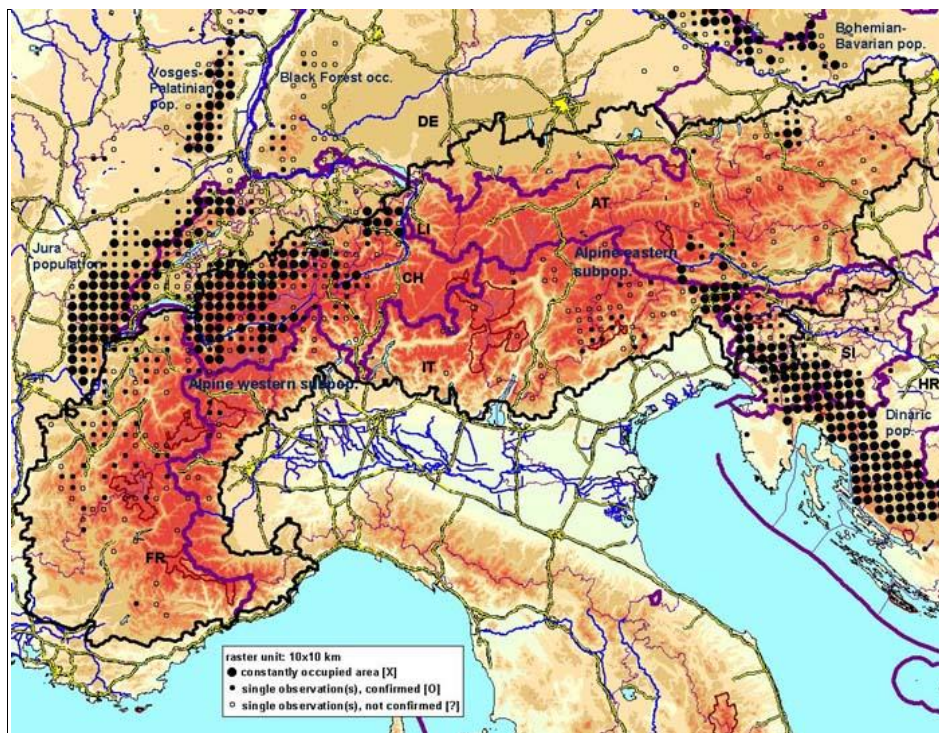 Bohemian-
Bavarian pop.
Vosges-
Palatinian
pop.
Black Forest occ.
DE
AT
LI
Jura
population
Alpine eastern
subpop.
CH
SI
IT
HR
Alpine western subpop.
Dinaric
pop.
FR
raster unit: 10x10 km
constantly occupied area [X]
single observation(s), confirmed [O]
single observation(s), not confirmed [?]